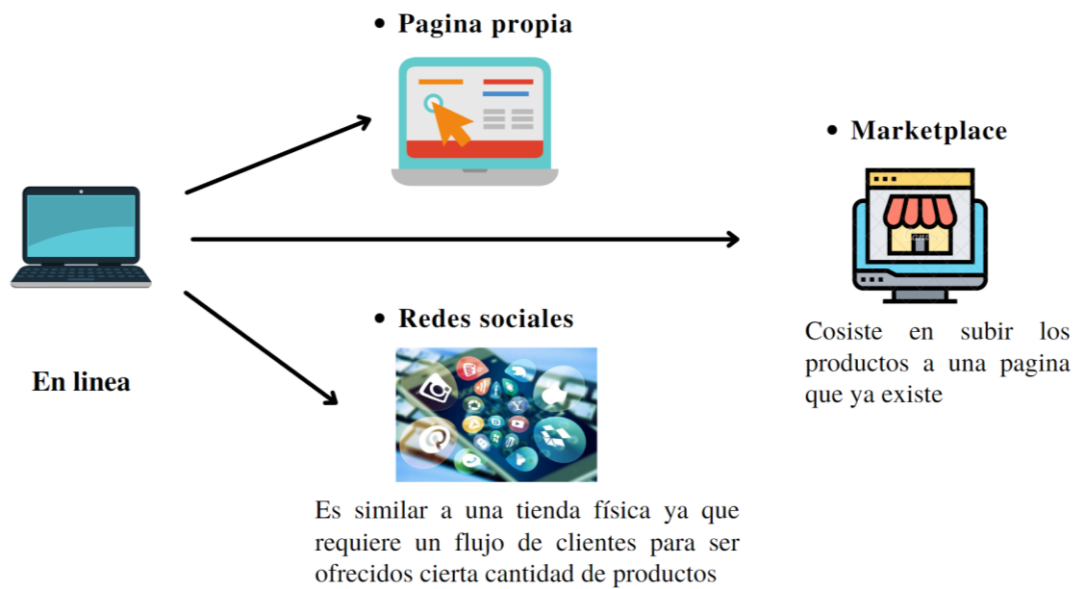 Pagina propia
Marketplace
En linea
Redes sociales
Cosiste en subir los
productos a una pagina
que ya existe
Es similar a una tienda física ya que
requiere un flujo de clientes para ser
ofrecidos cierta cantidad de productos